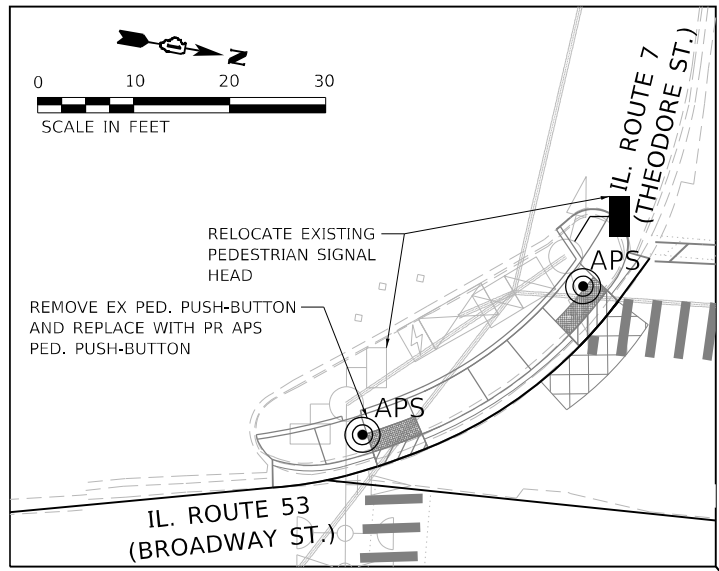 N
0 10 20 30
SCALE IN FEET
IL. ROUTE 7
(THEODORE ST.)
RELOCATE EXISTING
PEDESTRIAN SIGNAL
HEAD
APS
REMOVE EX PED. PUSH-BUTTON
AND REPLACE WITH PR APS
PED. PUSH-BUTTON
APS
IL. ROUTE 53
(BROADWAY ST.)